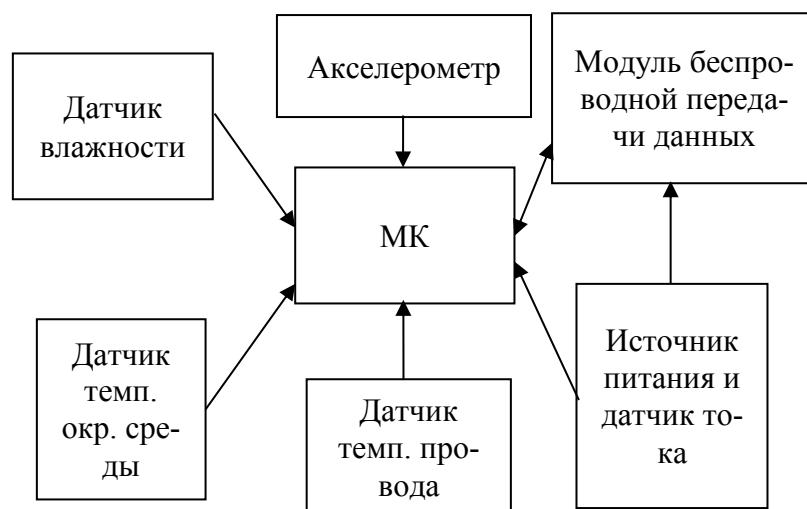 Акселерометр
Модуль беспро-
водной переда-
чи данных
Датчик
влажности
МК
Датчик
темп.
окр. сре-
ды
Датчик
темп. про-
вода
Источник
питания и
датчик то-
ка